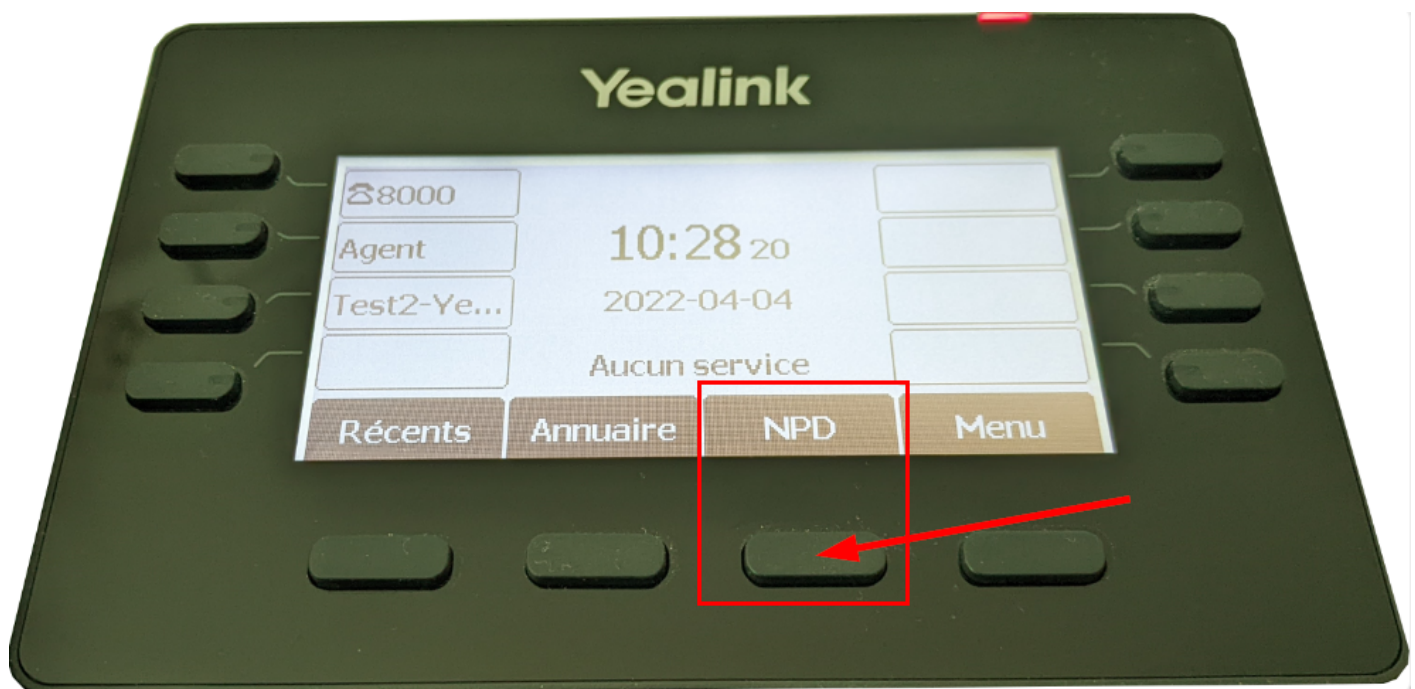 Yealink
8000
Agent
Test2-Ye...
10:28 20
2022-04-04
Aucun service
Récents
Annuaire
NPD
Menu